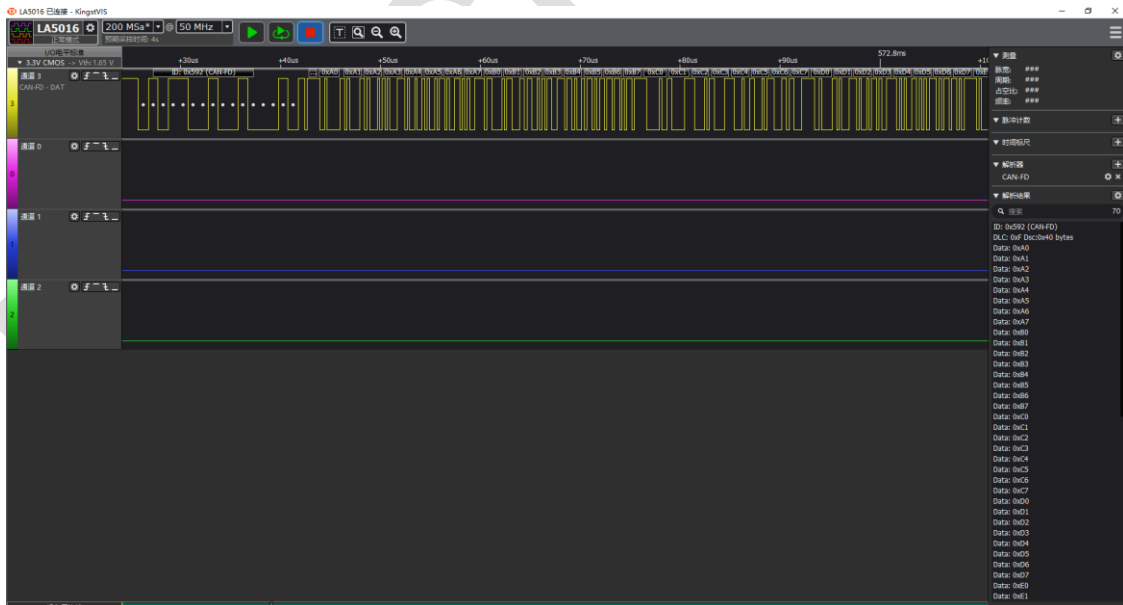 LA5016 已连接 - KingstVIS
LA5016
正常模式
200 MSa* @ 50 MHz
预期采样时间: 4s
I/O电平标准
3.3V CMOS -> Vth: 1.65 V
+30us +40us +50us +60us +70us +80us +90us 572.8ms +10
通道 3
CAN-FD - DAT
3
ID: 0x592 (CAN-FD) ... 0xA0 0xA1 0xA2 0xA3 0xA4 0xA5 0xA6 0xA7 0xB0 0xB1 0xB2 0xB3 0xB4 0xB5 0xB6 0xB7 0xC0 0xC1 0xC2 0xC3 0xC4 0xC5 0xC6 0xC7 0xD0 0xD1 0xD2 0xD3 0xD4 0xD5 0xD6 0xD7
通道 0
0
通道 1
1
通道 2
2
测量
脉宽: ###
周期: ###
占空比: ###
频率: ###
脉冲计数
时间标尺
解析器
CAN-FD
解析结果
搜索 70
ID: 0x592 (CAN-FD)
DLC: 0xF Dsc:0x40 bytes
Data: 0xA0
Data: 0xA1
Data: 0xA2
Data: 0xA3
Data: 0xA4
Data: 0xA5
Data: 0xA6
Data: 0xA7
Data: 0xB0
Data: 0xB1
Data: 0xB2
Data: 0xB3
Data: 0xB4
Data: 0xB5
Data: 0xB6
Data: 0xB7
Data: 0xC0
Data: 0xC1
Data: 0xC2
Data: 0xC3
Data: 0xC4
Data: 0xC5
Data: 0xC6
Data: 0xC7
Data: 0xD0
Data: 0xD1
Data: 0xD2
Data: 0xD3
Data: 0xD4
Data: 0xD5
Data: 0xD6
Data: 0xD7
Data: 0xE0
Data: 0xE1